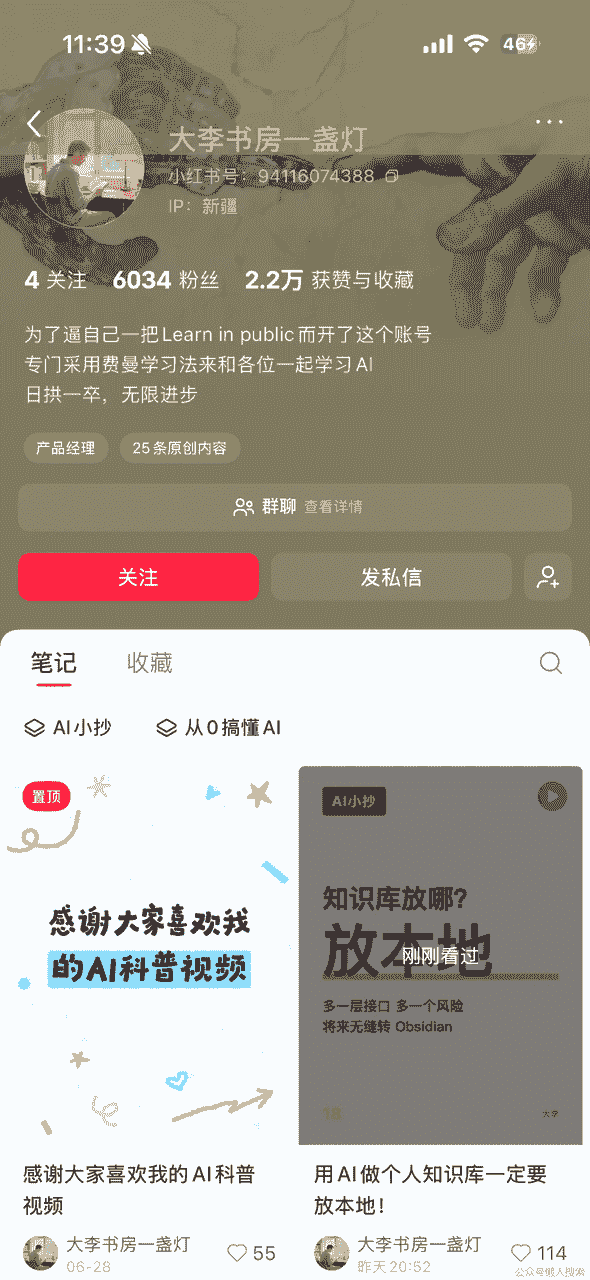 11:39
46
大李书房一盏灯
小红书号：94116074388
IP：新疆
4 关注 6034 粉丝 2.2万 获赞与收藏
为了逼自己一把Learn in public而开了这个账号
专门采用费曼学习法来和各位一起学习AI
日拱一卒，无限进步
产品经理 25条原创内容
群聊 查看详情
关注 发私信
笔记 收藏
AI小抄 从0搞懂AI
置顶
感谢大家喜欢我
的AI科普视频
感谢大家喜欢我的AI科普
视频
大李书房一盏灯
06-28
55
AI小抄
知识库放哪？
放本地
刚刚看过
多一层接口 多一个风险
将来无缝转 Obsidian
18
大李
用AI做个人知识库一定要
放本地！
大李书房一盏灯
昨天 20:52
114
公众号懒人搜索